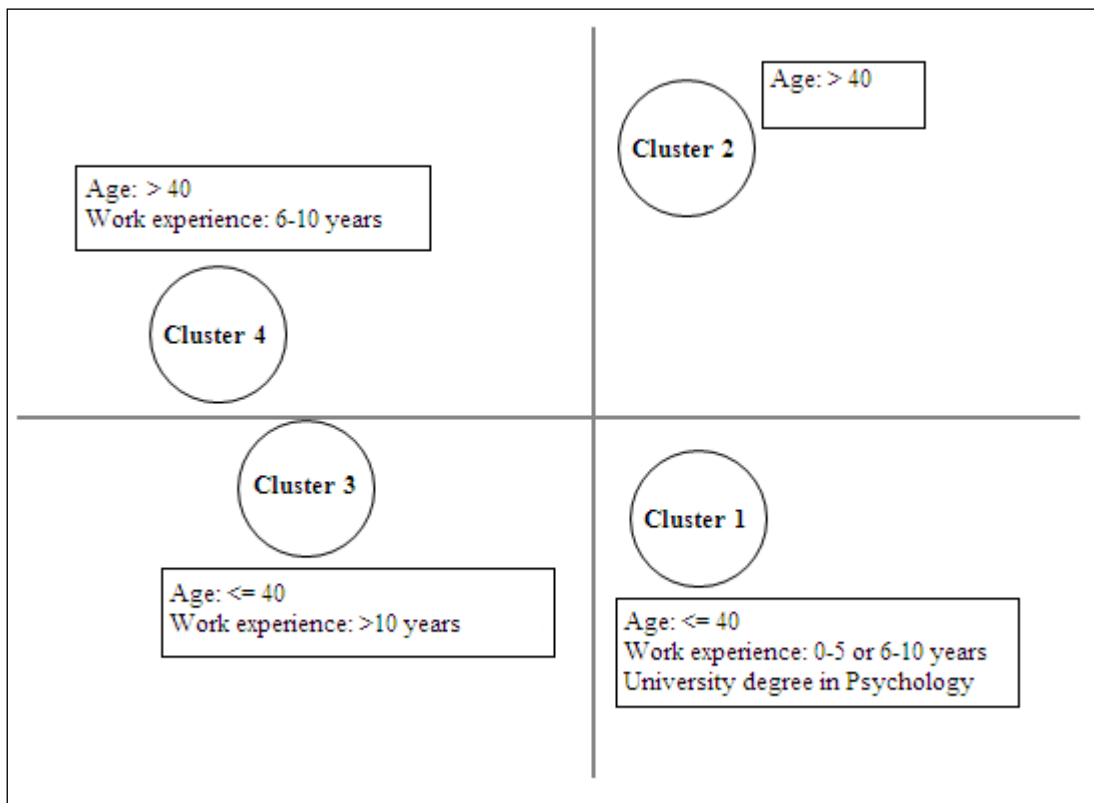 Age: > 40
Cluster 2
Age: > 40
Work experience: 6-10 years
Cluster 4
Cluster 3
Age: <= 40
Work experience: >10 years
Cluster 1
Age: <= 40
Work experience: 0-5 or 6-10 years
University degree in Psychology